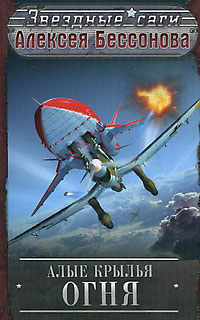 Звездные саги
Алексея Бессонова
АЛЫЕ КРЫЛЬЯ
ОГНЯ